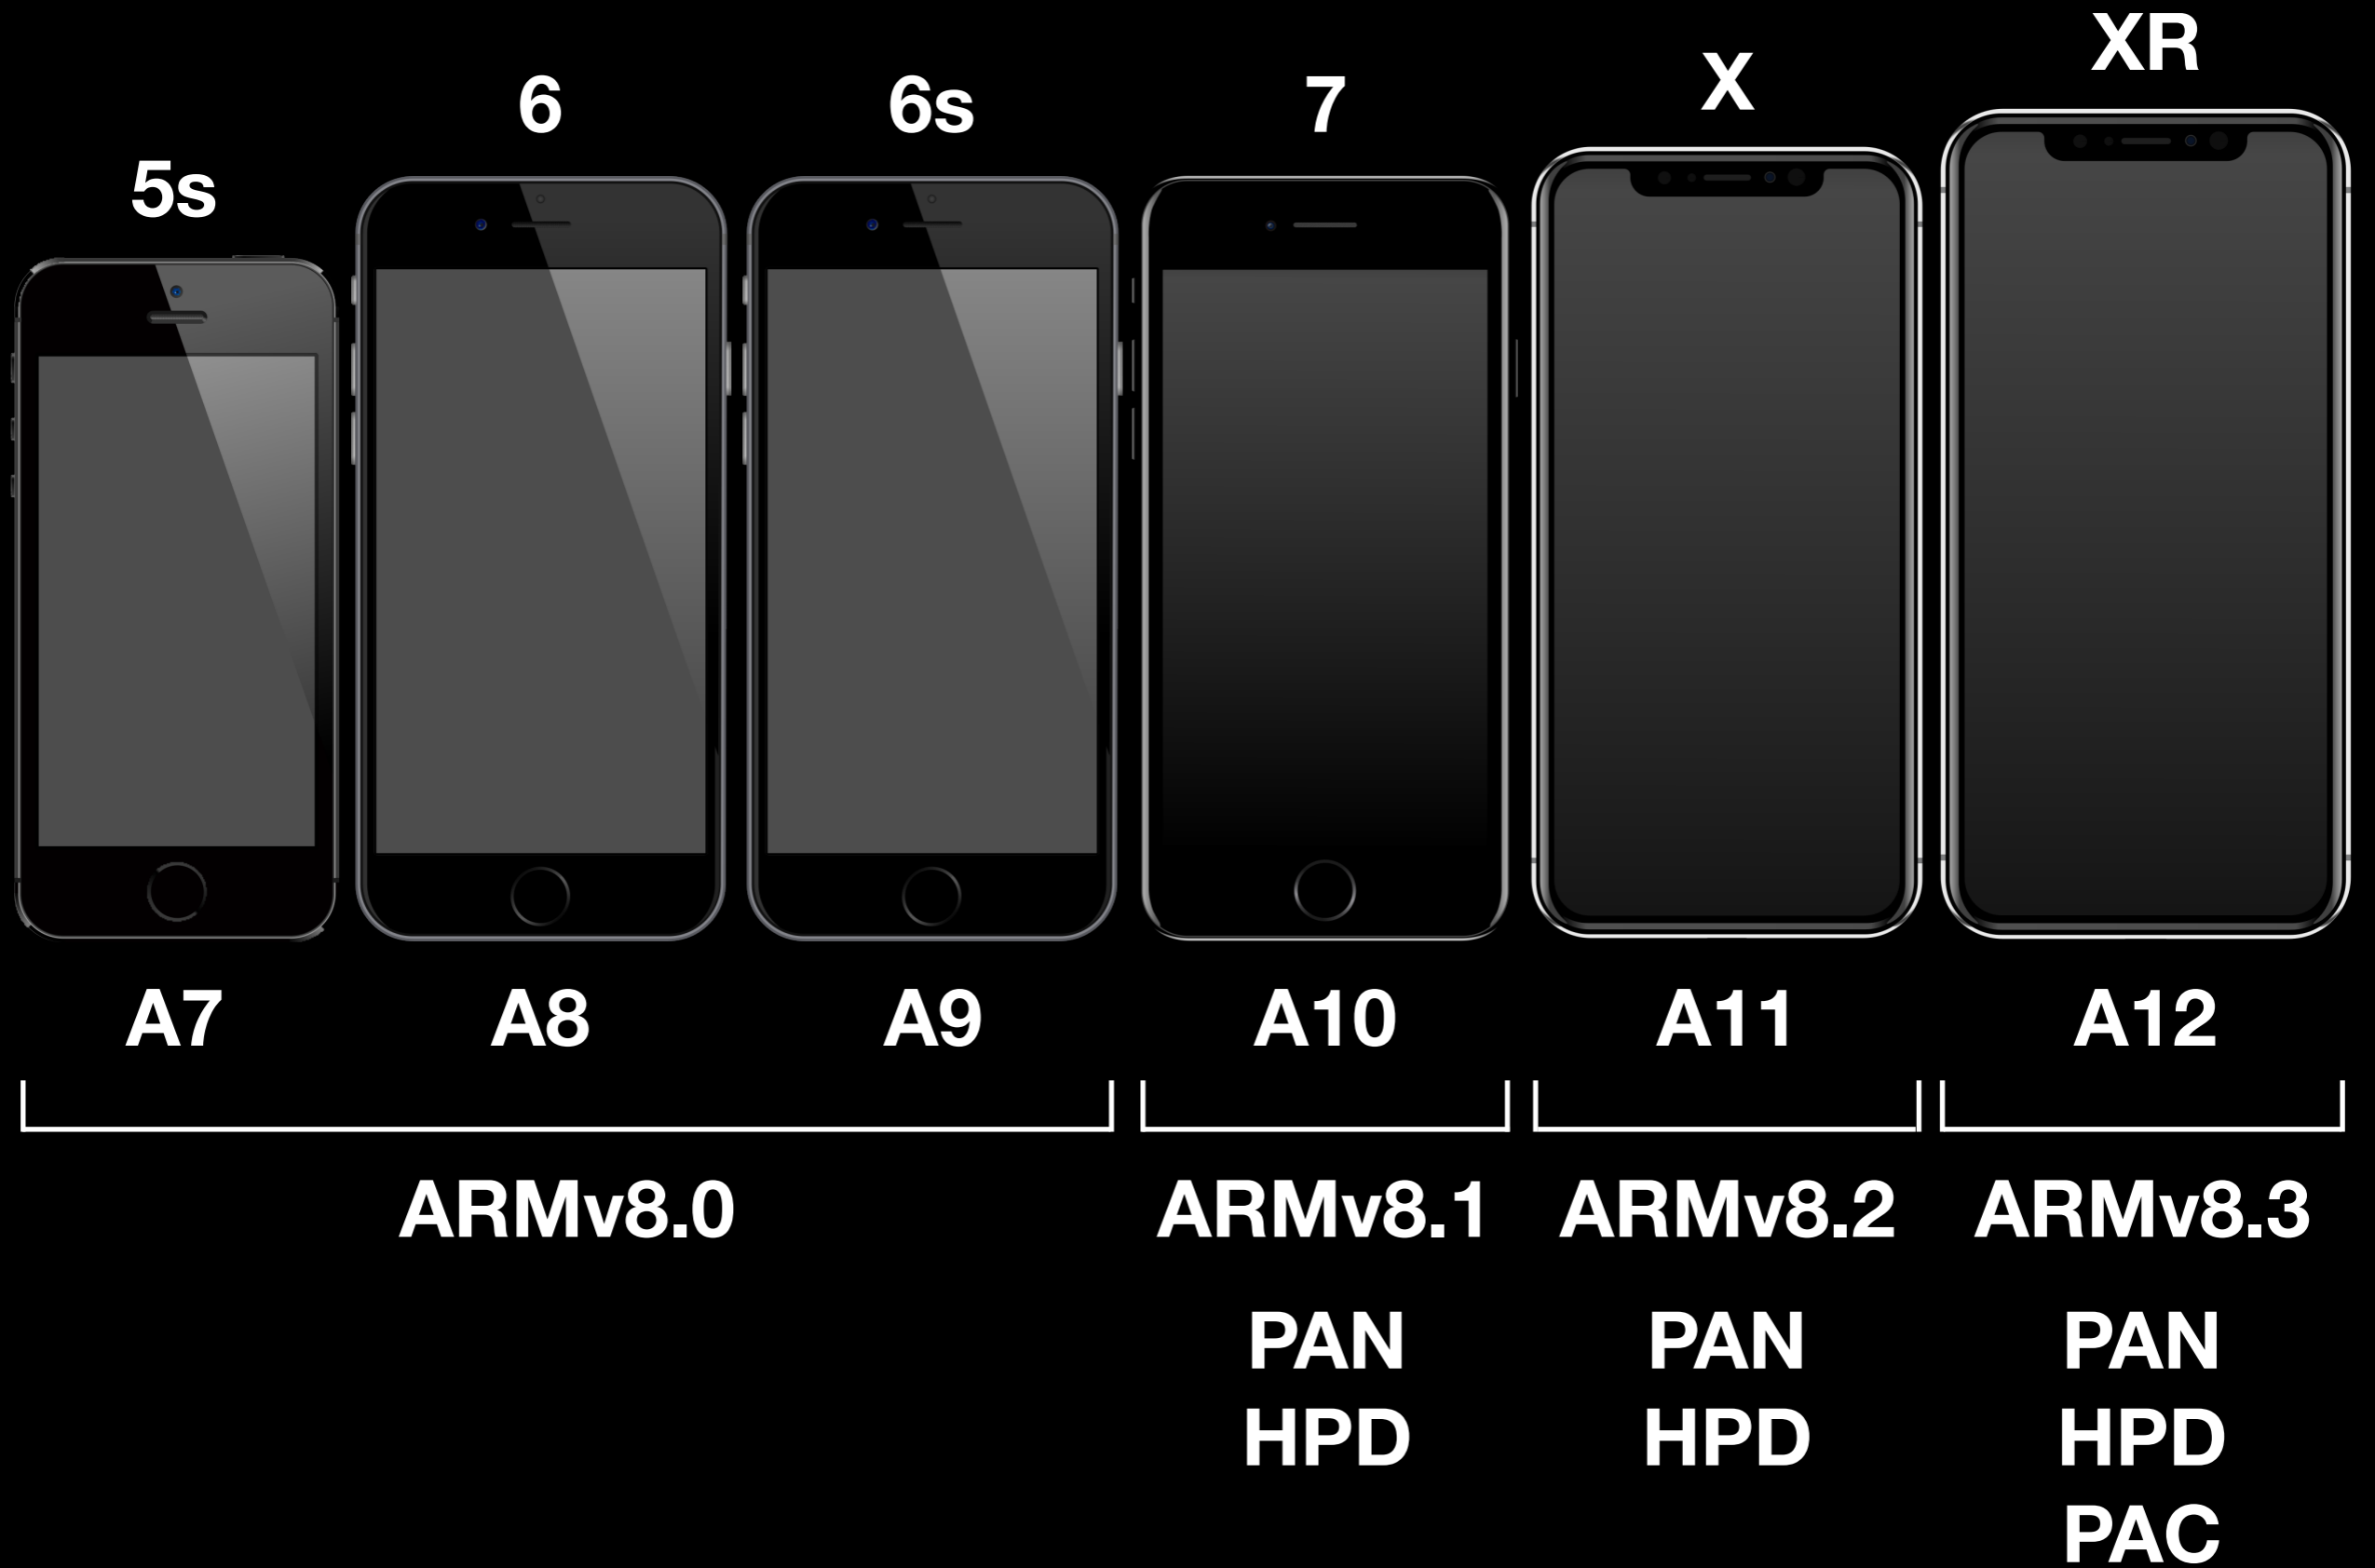 5s
6
6s
7
X
XR
A7
A8
A9
A10
A11
A12
ARMv8.0
ARMv8.1
ARMv8.2
ARMv8.3
PAN
PAN
PAN
HPD
HPD
HPD
PAC